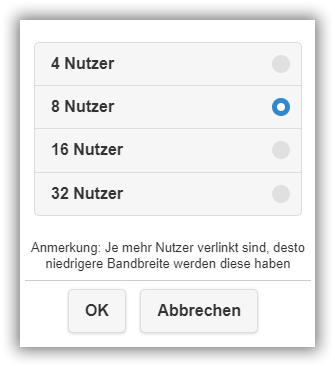 4 Nutzer
8 Nutzer
16 Nutzer
32 Nutzer
Anmerkung: Je mehr Nutzer verlinkt sind, desto
niedrigere Bandbreite werden diese haben
OK Abbrechen